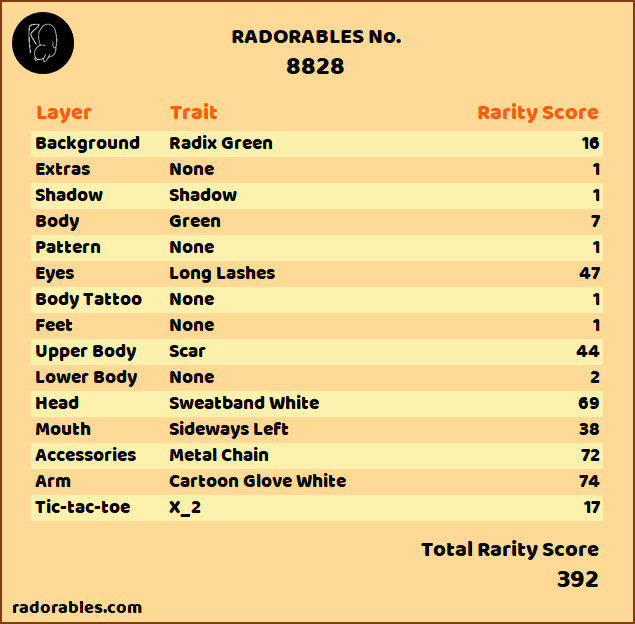 RADORABLES No.
8828
Layer Trait Rarity Score
Background Radix Green 16
Extras None 1
Shadow Shadow 1
Body Green 7
Pattern None 1
Eyes Long Lashes 47
Body Tattoo None 1
Feet None 1
Upper Body Scar 44
Lower Body None 2
Head Sweatband White 69
Mouth Sideways Left 38
Accessories Metal Chain 72
Arm Cartoon Glove White 74
Tic-tac-toe X_2 17
Total Rarity Score
392
radorables.com